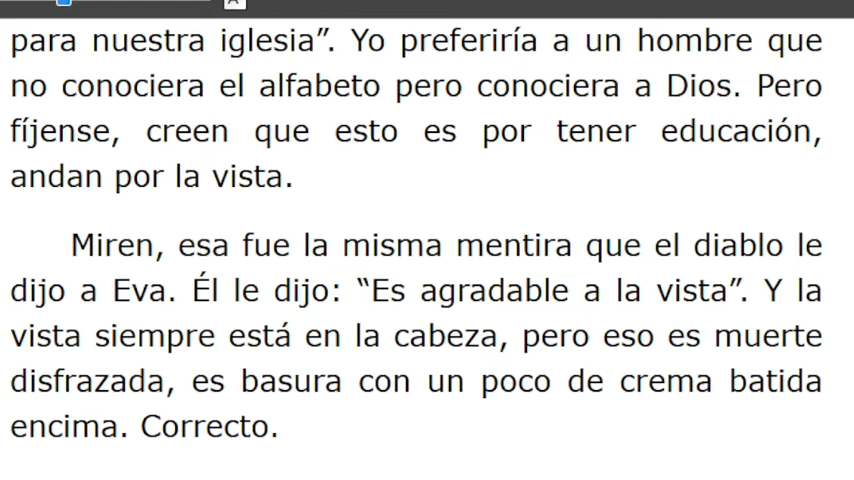 para nuestra iglesia”. Yo preferiría a un hombre que
no conociera el alfabeto pero conociera a Dios. Pero
fíjense, creen que esto es por tener educación,
andan por la vista.
Miren, esa fue la misma mentira que el diablo le
dijo a Eva. Él le dijo: “Es agradable a la vista”. Y la
vista siempre está en la cabeza, pero eso es muerte
disfrazada, es basura con un poco de crema batida
encima. Correcto.